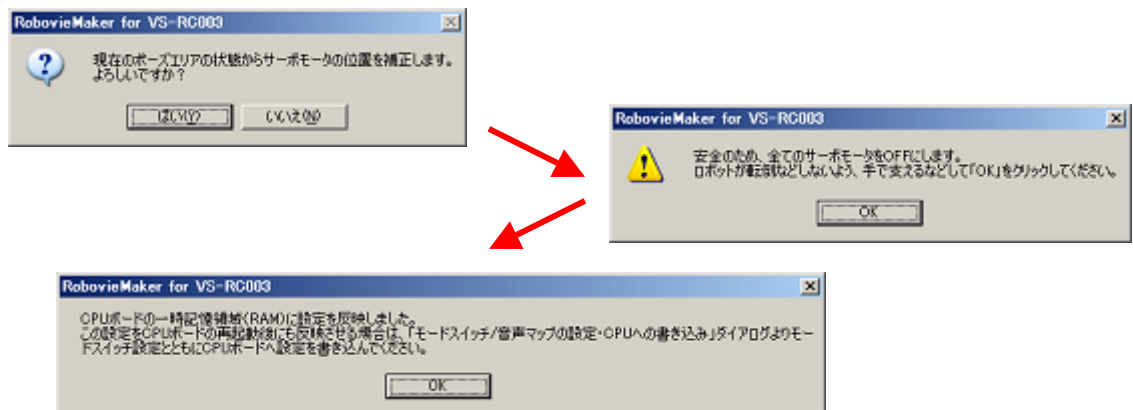 RobovieMaker for VS-RC003
現在のポーズエリアの状態からサーボモータの位置を補正します。
よろしいですか？
はい(Y)
いいえ(N)
RobovieMaker for VS-RC003
安全のため、全てのサーボモータをOFFにします。
ロボットが転倒などしないよう、手で支えるなどして「OK」をクリックしてください。
OK
RobovieMaker for VS-RC003
CPUボードの一時記憶領域(RAM)に設定を反映しました。
この設定をCPUボードの再起動後にも反映させる場合は、「モードスイッチ/音声マップの設定・CPUへの書き込み」ダイアログよりモー
ドスイッチ設定とともにCPUボードへ設定を書き込んでください。
OK